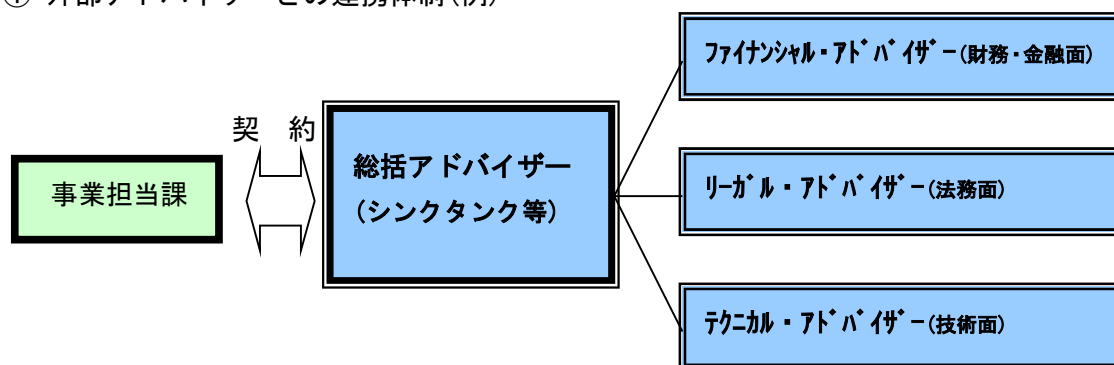 ① 外部アドバイザーとの連携体制(例)
ファイナンシャル・アドバイザー(財務・金融面)
契 約
総括アドバイザー
(シンクタンク等)
事業担当課
リーガル・アドバイザー(法務面)
テクニカル・アドバイザー(技術面)